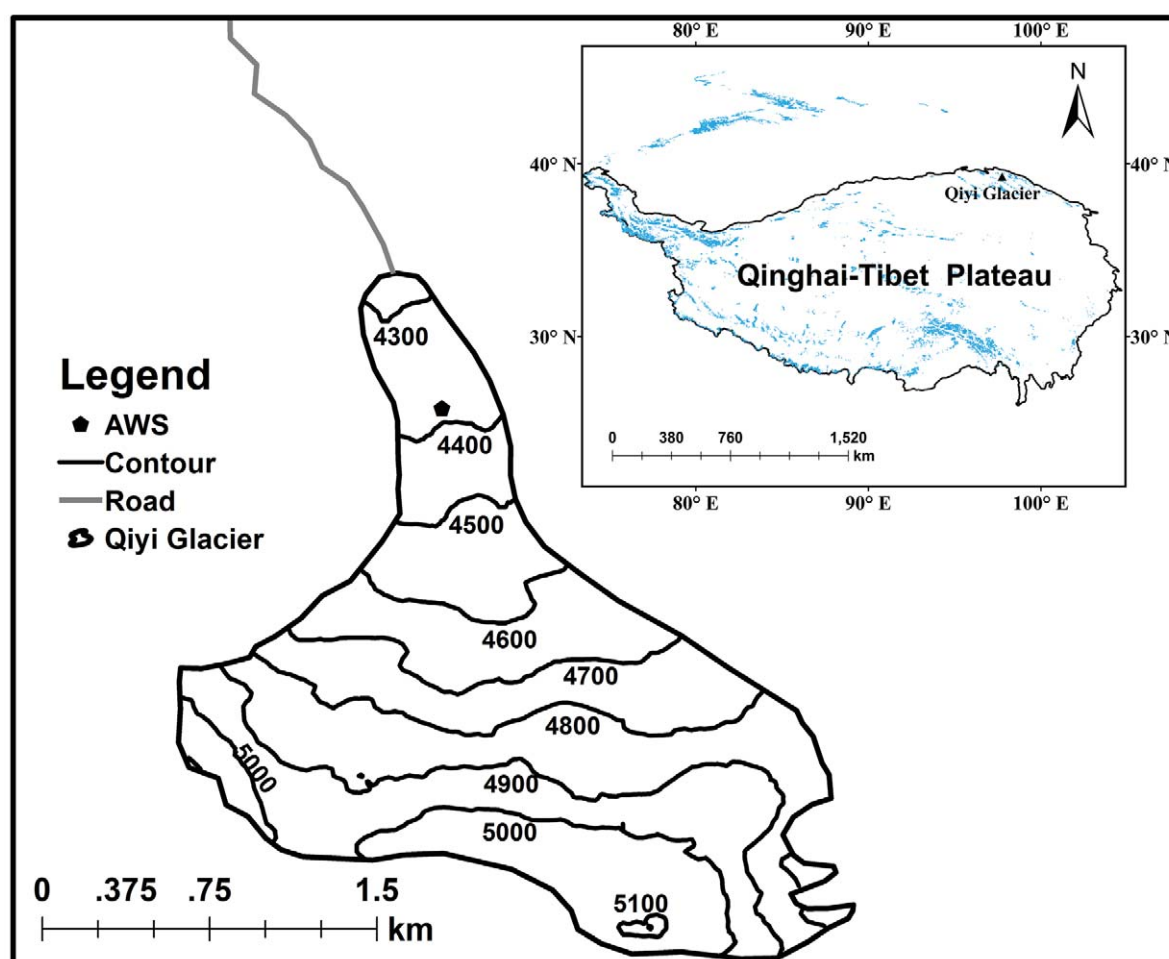 80° E 90° E 100° E
N
40° N 40° N
Qiyi Glacier
Qinghai-Tibet Plateau
30° N 30° N
0 380 760 1,520
km
80° E 90° E 100° E
Legend
AWS
Contour
Road
Qiyi Glacier
4300
4400
4500
4600
4700
4800
4900
5000
5000
5100
0 .375 .75 1.5
km